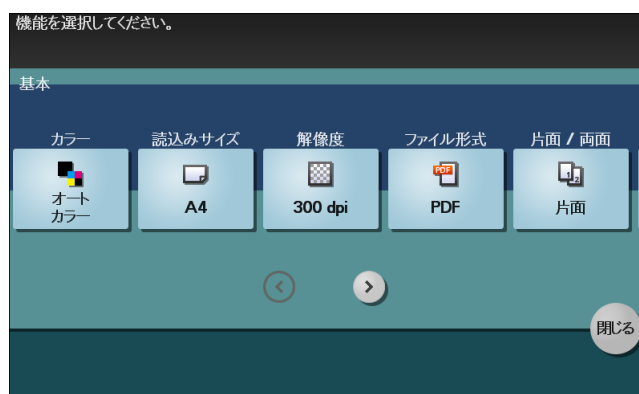 機能を選択してください。
基本
カラー 読込みサイズ 解像度 ファイル形式 片面 / 両面
オート
カラー
A4
300 dpi
PDF
PDF
1 2
片面
閉じる